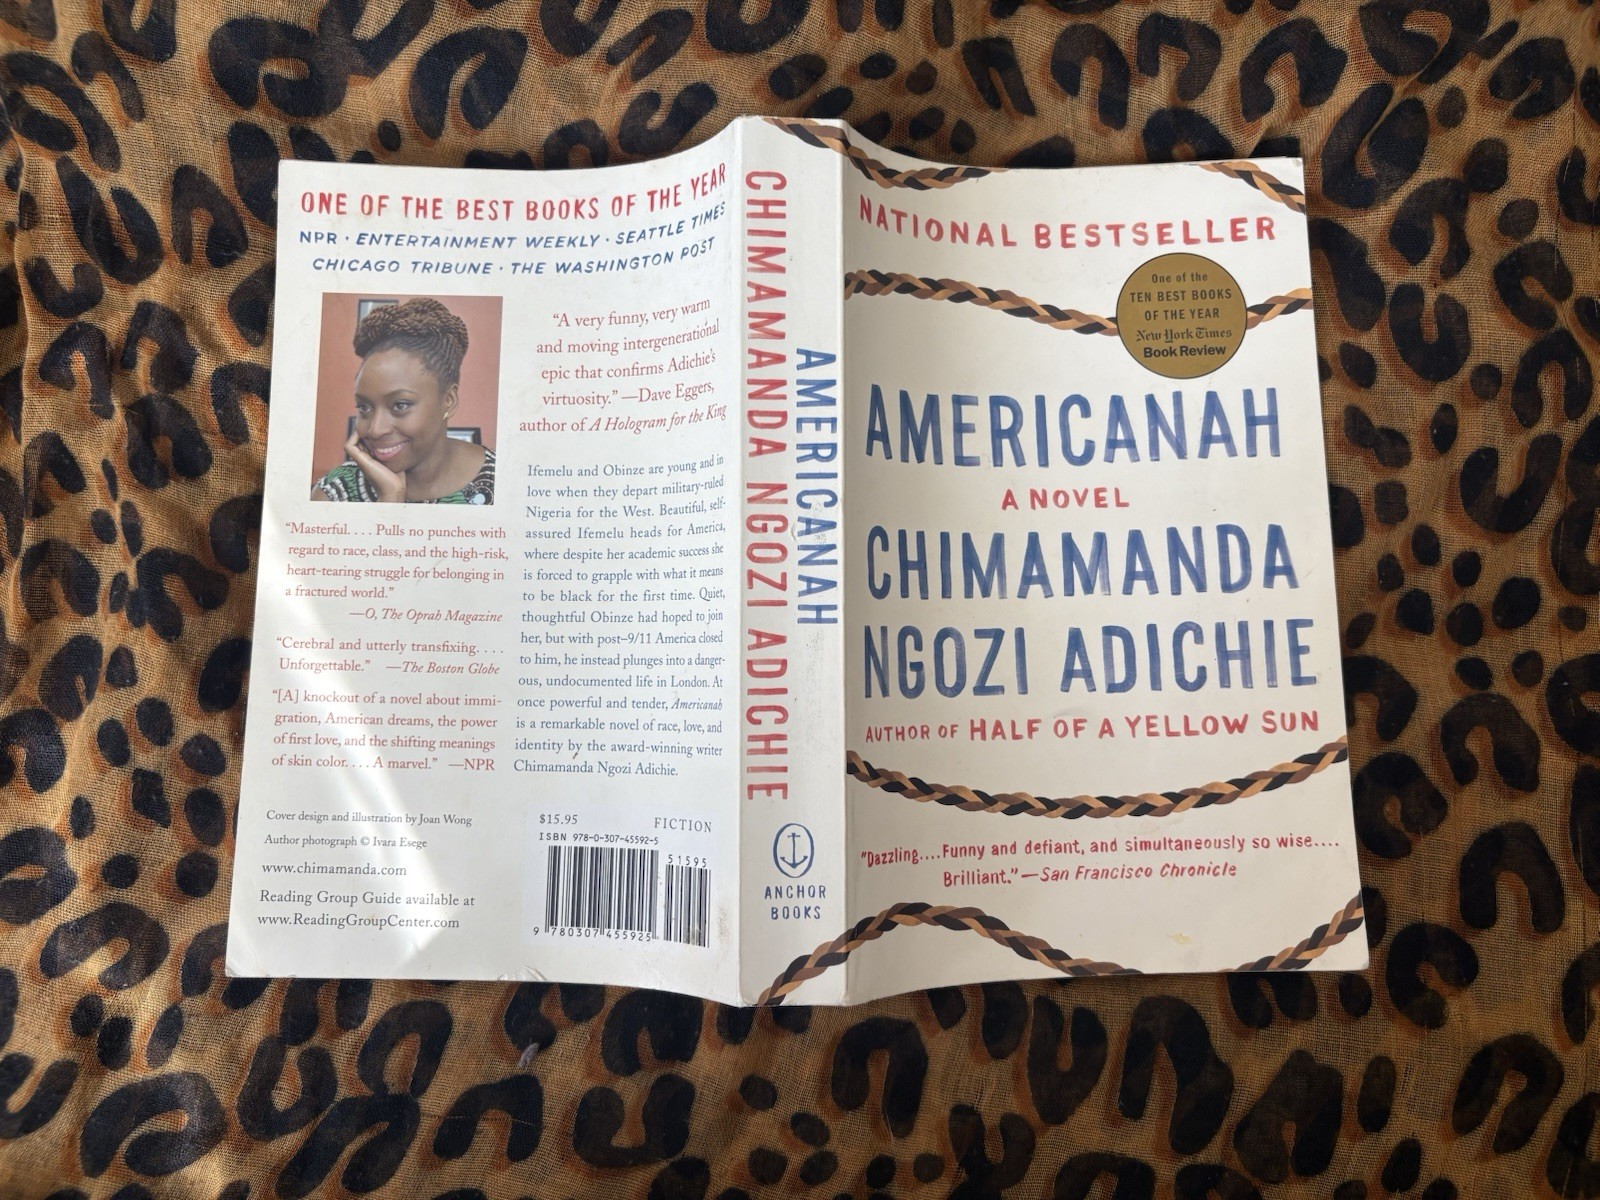 ONE OF THE BEST BOOKS OF THE YEAR
NPR · ENTERTAINMENT WEEKLY · SEATTLE TIMES
CHICAGO TRIBUNE · THE WASHINGTON POST
“A very funny, very warm
and moving intergenerational
epic that confirms Adichie’s
virtuosity.” —Dave Eggers,
author of A Hologram for the King
“Masterful. . . . Pulls no punches with
regard to race, class, and the high-risk,
heart-tearing struggle for belonging in
a fractured world.”
—O, The Oprah Magazine
“Cerebral and utterly transfixing. . . .
Unforgettable.” —The Boston Globe
“[A] knockout of a novel about immi-
gration, American dreams, the power
of first love, and the shifting meanings
of skin color. . . . A marvel.” —NPR
Ifemelu and Obinze are young and in
love when they depart military-ruled
Nigeria for the West. Beautiful, self-
assured Ifemelu heads for America,
where despite her academic success she
is forced to grapple with what it means
to be black for the first time. Quiet,
thoughtful Obinze had hoped to join
her, but with post–9/11 America closed
to him, he instead plunges into a danger-
ous, undocumented life in London. At
once powerful and tender, Americanah
is a remarkable novel of race, love, and
identity by the award-winning writer
Chimamanda Ngozi Adichie.
Cover design and illustration by Joan Wong
Author photograph © Ivara Esege
www.chimamanda.com
Reading Group Guide available at
www.ReadingGroupCenter.com
$15.95 FICTION
ISBN 978-0-307-45592-5
51595
9 780307 455925
CHIMAMANDA NGOZI ADICHIE
AMERICANAH
ANCHOR
BOOKS
NATIONAL BESTSELLER
One of the
TEN BEST BOOKS
OF THE YEAR
New York Times
Book Review
AMERICANAH
A NOVEL
CHIMAMANDA
NGOZI ADICHIE
AUTHOR OF HALF OF A YELLOW SUN
"Dazzling....Funny and defiant, and simultaneously so wise....
Brilliant." —San Francisco Chronicle